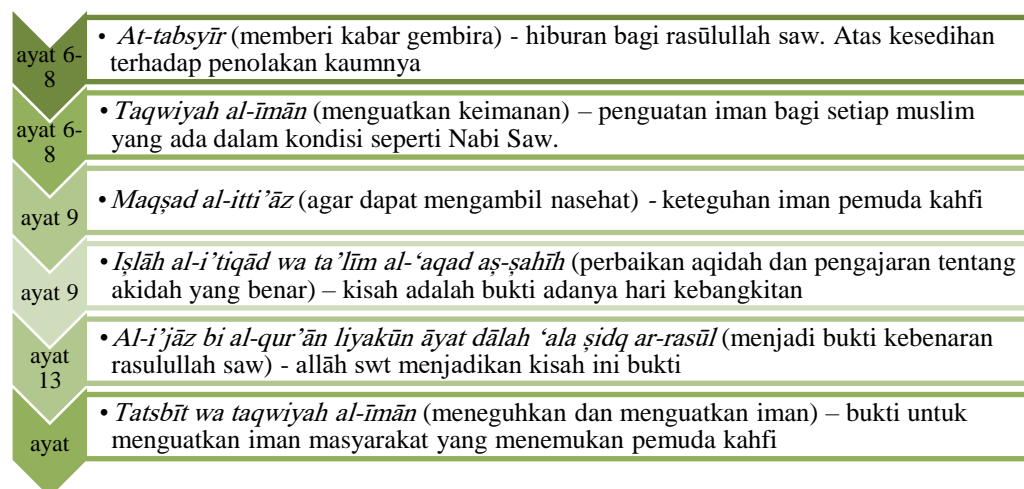 ayat 6-
8
• At-tabsyīr (memberi kabar gembira) - hiburan bagi rasūlullah saw. Atas kesedihan
terhadap penolakan kaumnya
ayat 6-
8
• Taqwiyah al-īmān (menguatkan keimanan) – penguatan iman bagi setiap muslim
yang ada dalam kondisi seperti Nabi Saw.
ayat 9
• Maqṣad al-itti’āz (agar dapat mengambil nasehat) - keteguhan iman pemuda kahfi
ayat 9
• Iṣlāh al-i’tiqād wa ta’līm al-‘aqad aṣ-ṣahīh (perbaikan aqidah dan pengajaran tentang
akidah yang benar) – kisah adalah bukti adanya hari kebangkitan
ayat
13
• Al-i’jāz bi al-qur’ān liyakūn āyat dālah ‘ala ṣidq ar-rasūl (menjadi bukti kebenaran
rasulullah saw) - allāh swt menjadikan kisah ini bukti
ayat
• Tatsbīt wa taqwiyah al-īmān (meneguhkan dan menguatkan iman) – bukti untuk
menguatkan iman masyarakat yang menemukan pemuda kahfi